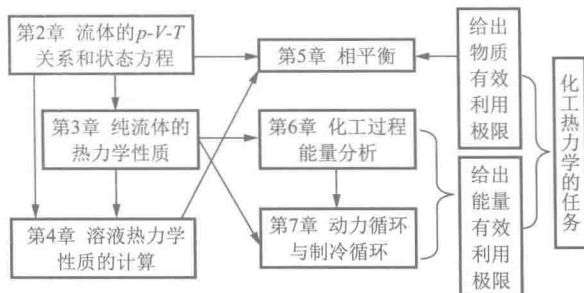 第2章 流体的p-V-T
关系和状态方程
第5章 相平衡
第3章 纯流体的
热力学性质
第6章 化工过程
能量分析
第4章 溶液热力学
性质的计算
第7章 动力循环
与制冷循环
给出
物质
有效
利用
极限
给出
能量
有效
利用
极限
化工热力学的任务